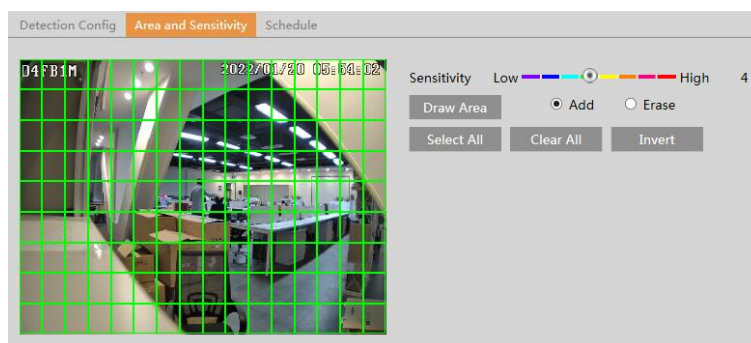 Detection Config Area and Sensitivity Schedule
D4FB1M 2022/01/20 05:54:02
Sensitivity Low High 4
Draw Area Add Erase
Select All Clear All Invert